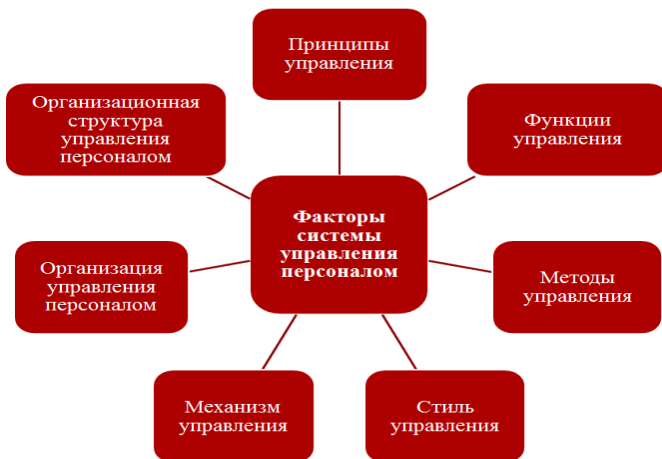 Принципы
управления
Организационная
структура
управления
персоналом
Функции
управления
Факторы
системы
управления
персоналом
Организация
управления
персоналом
Методы
управления
Механизм
управления
Стиль
управления